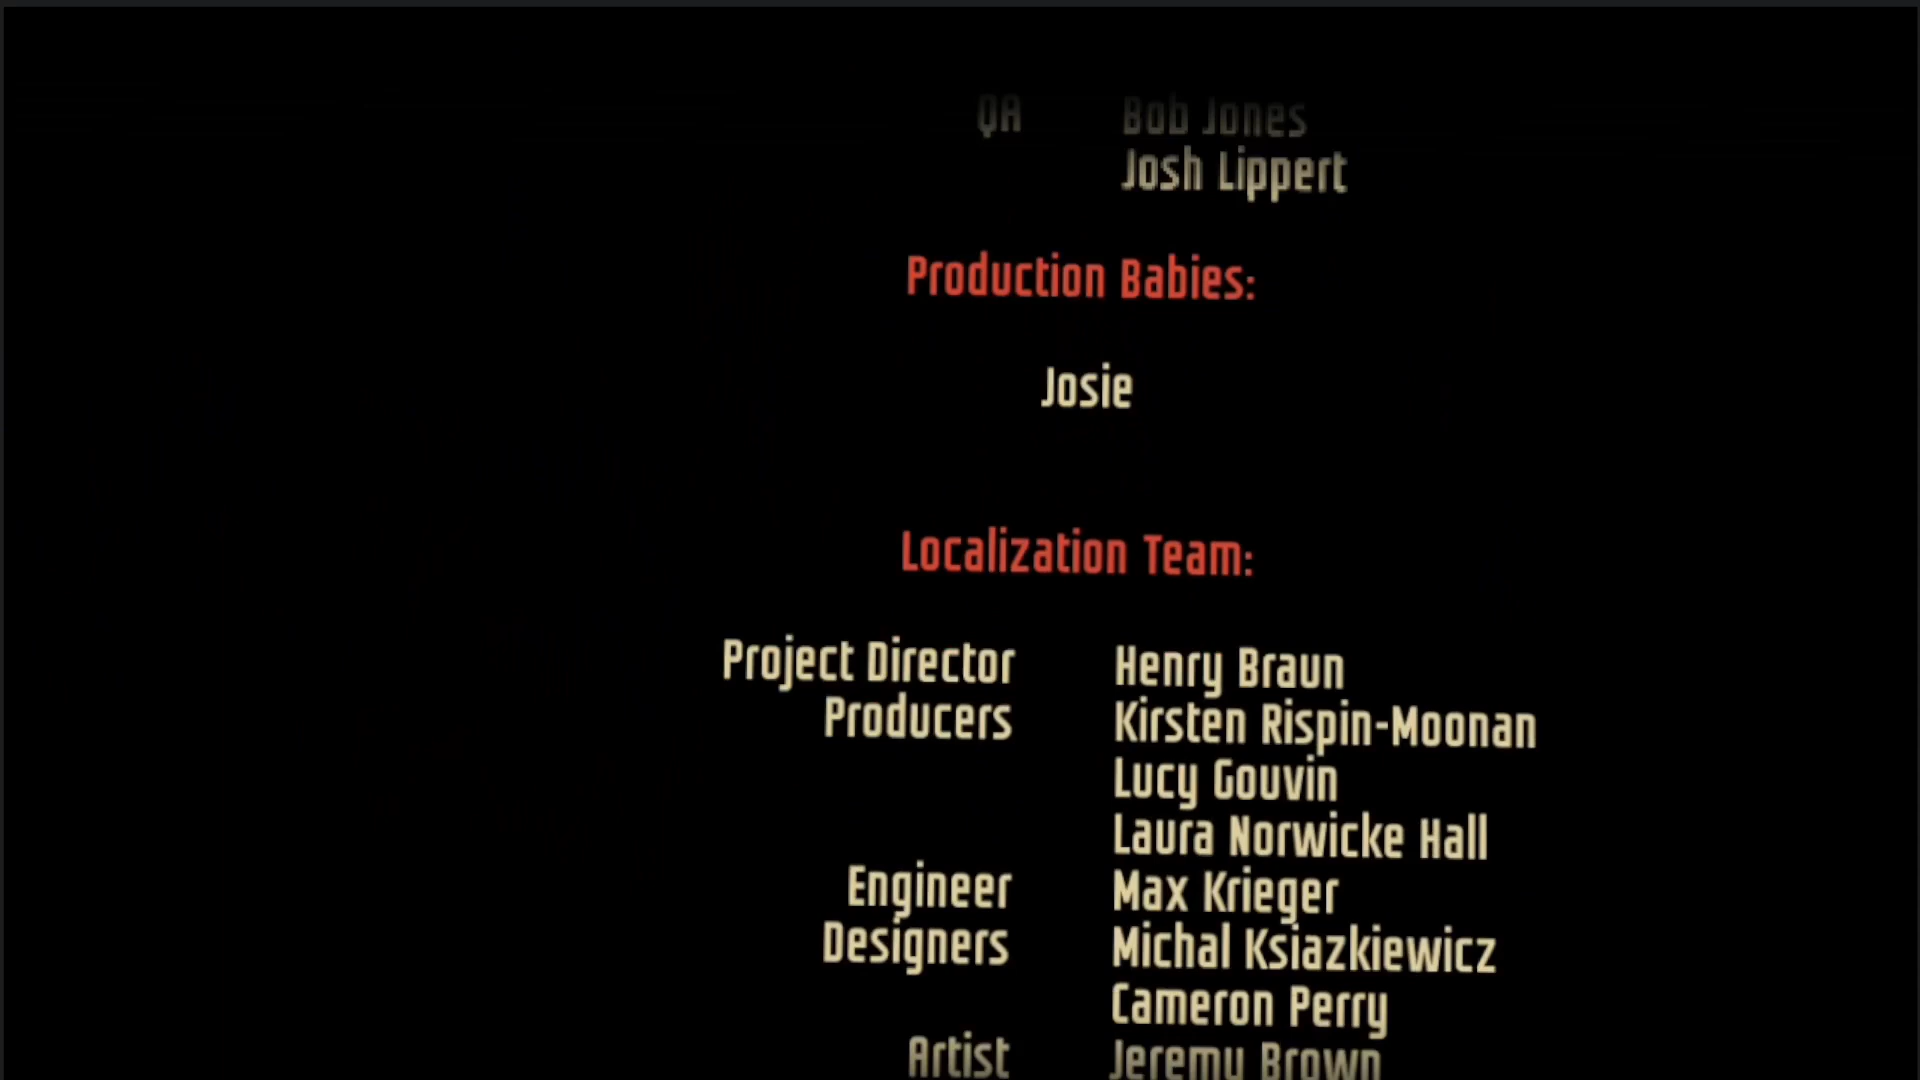 QA Bob Jones
Josh Lippert
Production Babies:
Josie
Localization Team:
Project Director Henry Braun
Producers Kirsten Rispin-Moonan
Lucy Gouvin
Laura Norwicke Hall
Engineer Max Krieger
Designers Michal Ksiazkiewicz
Cameron Perry
Artist Jeremy Brown